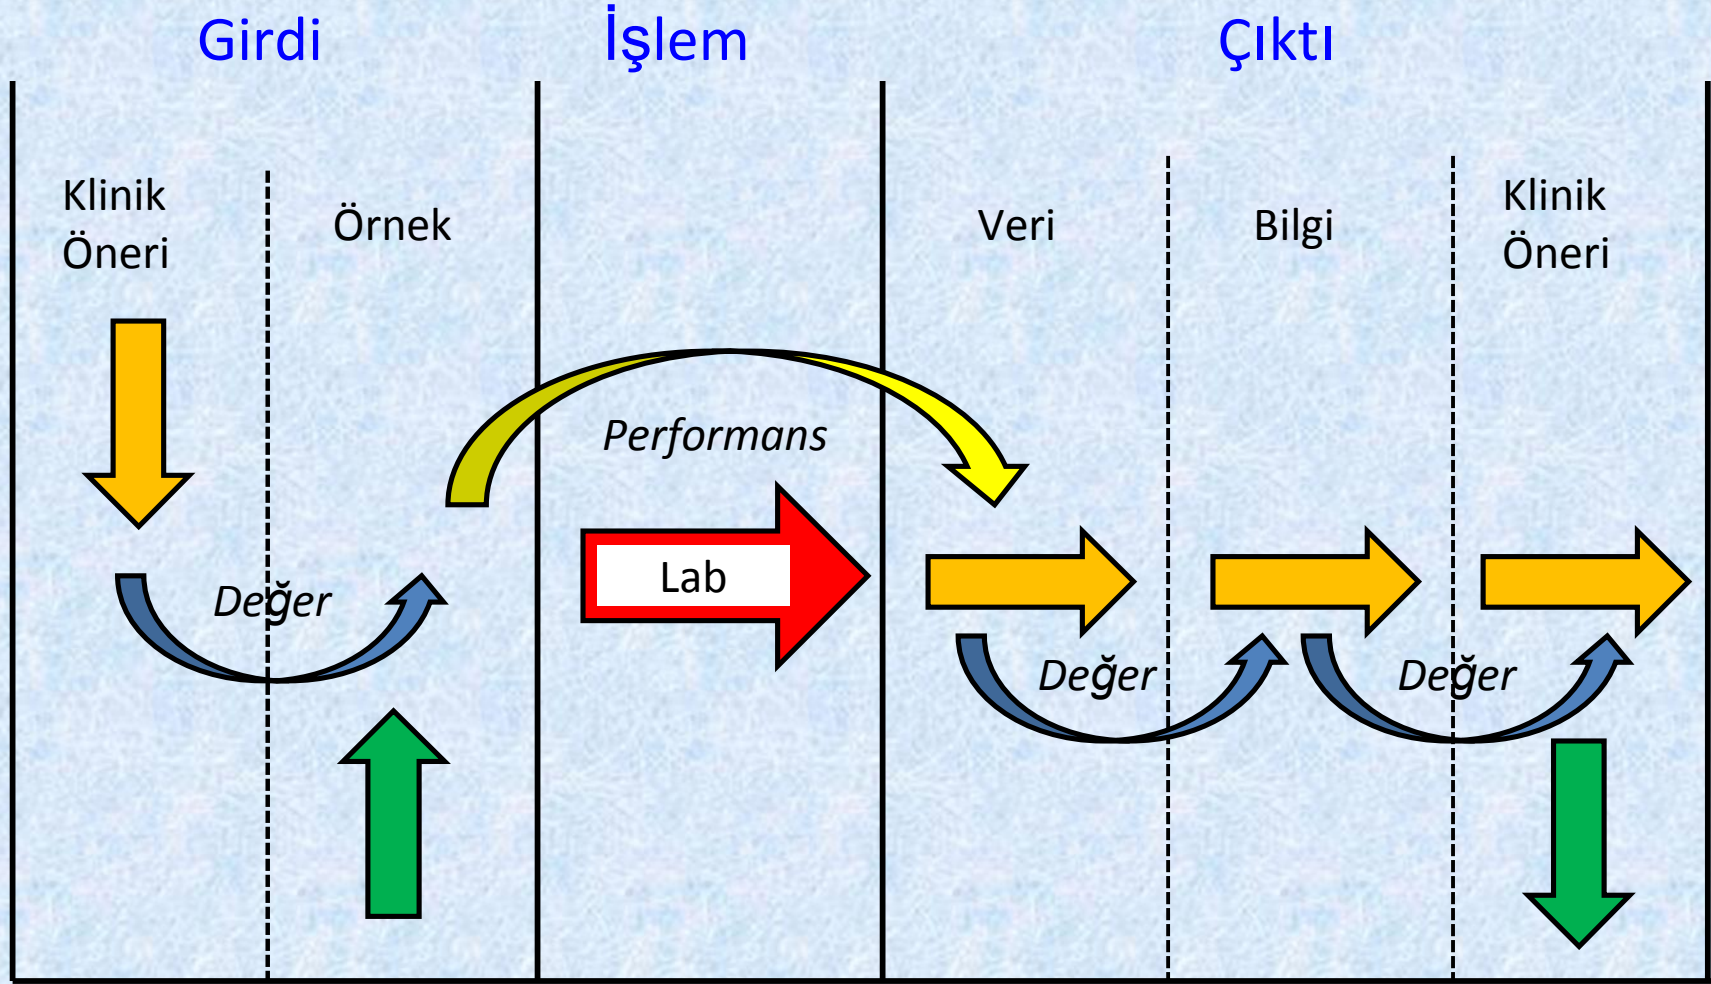 Girdi
İşlem
Çıktı
Klinik
Öneri
Örnek
Veri
Bilgi
Klinik
Öneri
Performans
Lab
Değer
Değer
Değer